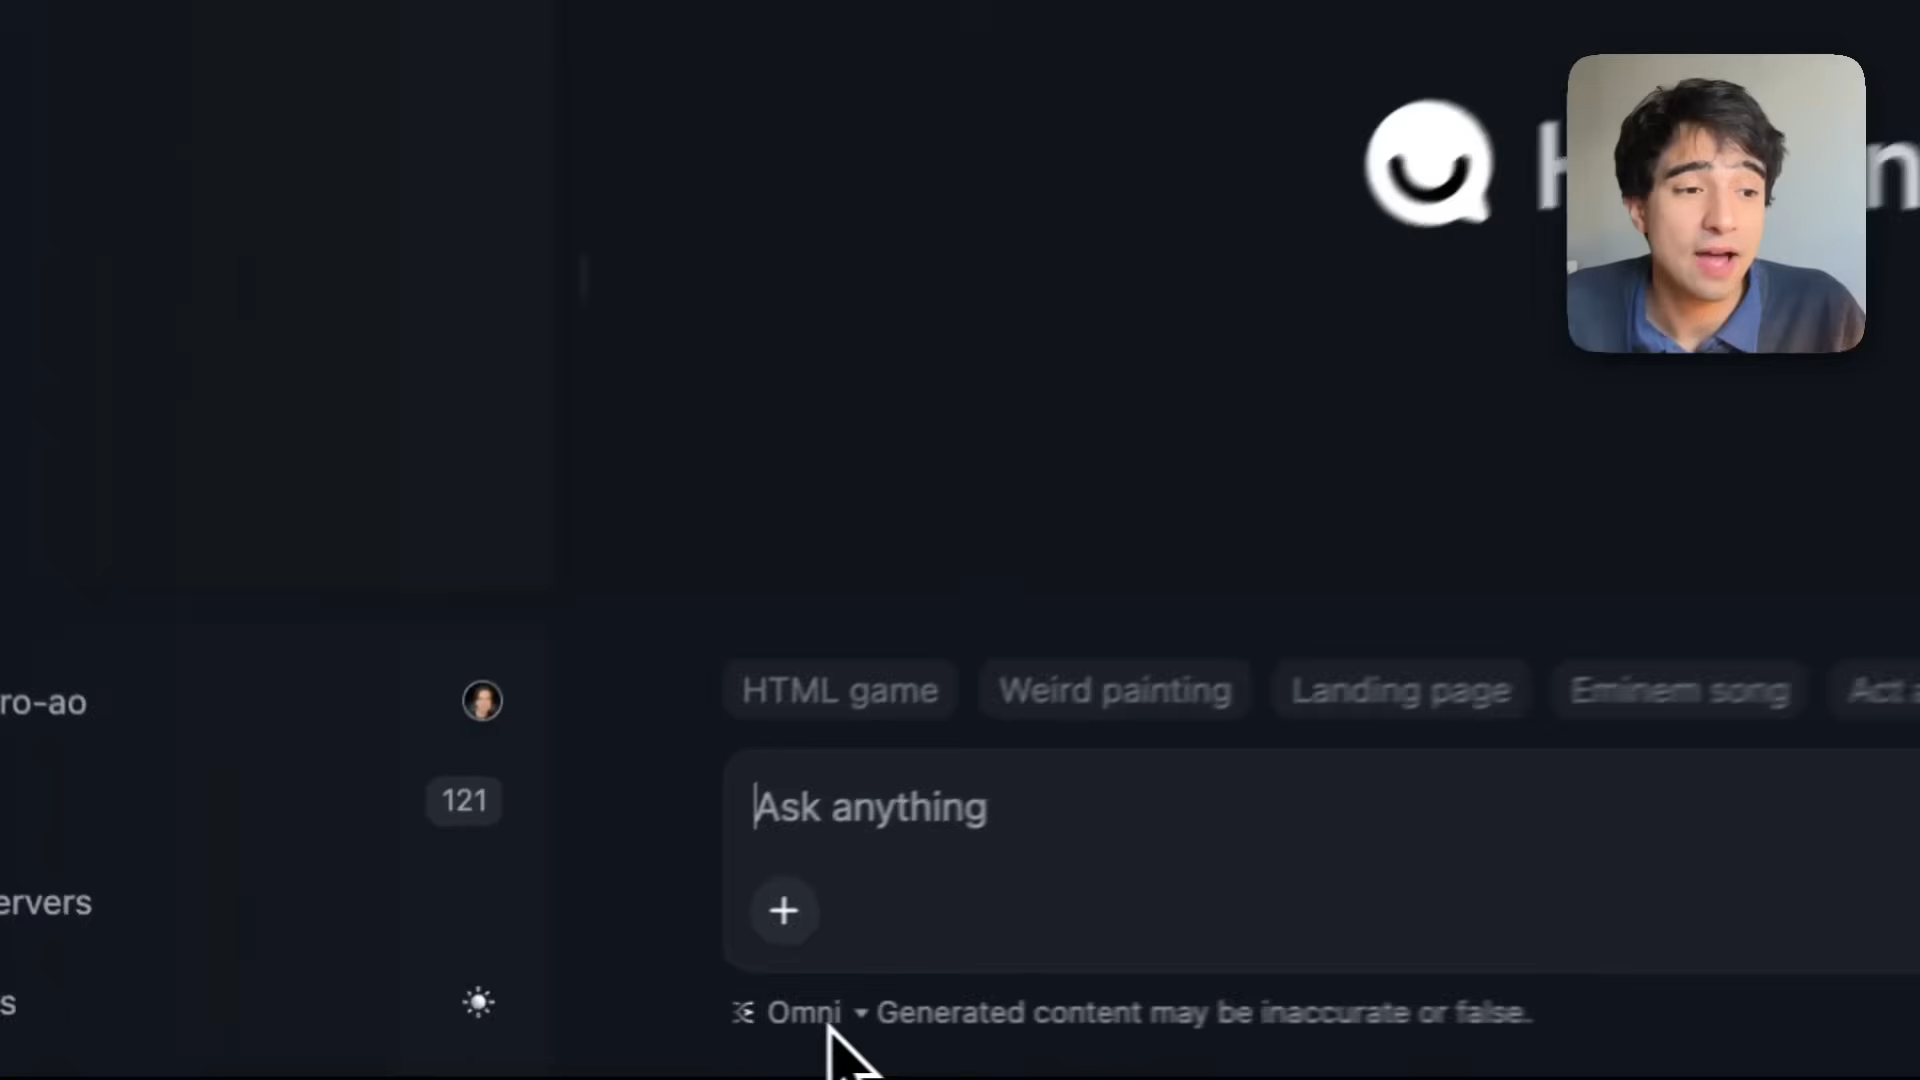 ro-ao
121
ervers
s
HTML game
Weird painting
Landing page
Eminem song
Act
Ask anything
Omni
Generated content may be inaccurate or false.